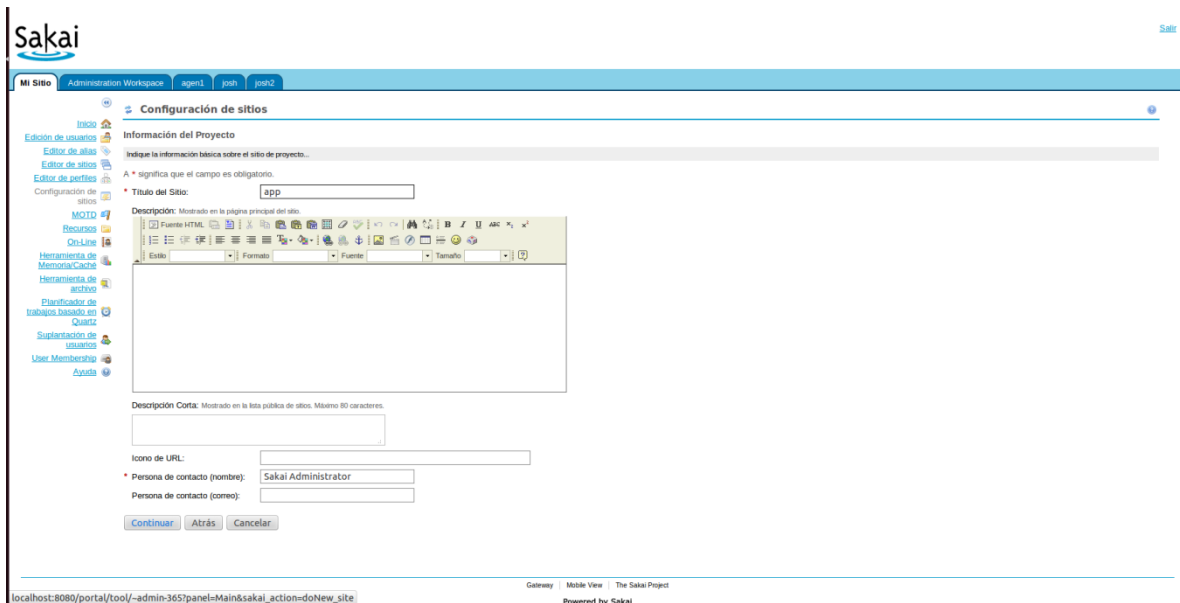 Sakai
Salir
Mi Sitio Administration Workspace agen1 josh josh2
Configuración de sitios
Inicio
Edición de usuarios
Editor de alias
Editor de sitios
Editor de perfiles
Configuración de
sitios
MOTD
Recursos
On-Line
Herramienta de
Memoria/Caché
Herramienta de
archivo
Planificador de
trabajos basado en
Quartz
Suplantación de
usuarios
User Membership
Ayuda
Información del Proyecto
Indique la información básica sobre el sitio de proyecto...
A * significa que el campo es obligatorio.
* Título del Sitio: app
Descripción: Mostrado en la página principal del sitio.
Fuente HTML B I U ABC x₂ x²
Estilo Formato Fuente Tamaño
Descripción Corta: Mostrado en la lista pública de sitios. Máximo 80 caracteres.
Icono de URL:
* Persona de contacto (nombre): Sakai Administrator
Persona de contacto (correo):
Continuar Atrás Cancelar
Gateway | Mobile View | The Sakai Project
Powered by Sakai
localhost:8080/portal/tool/~admin-365?panel=Main&sakai_action=doNew_site